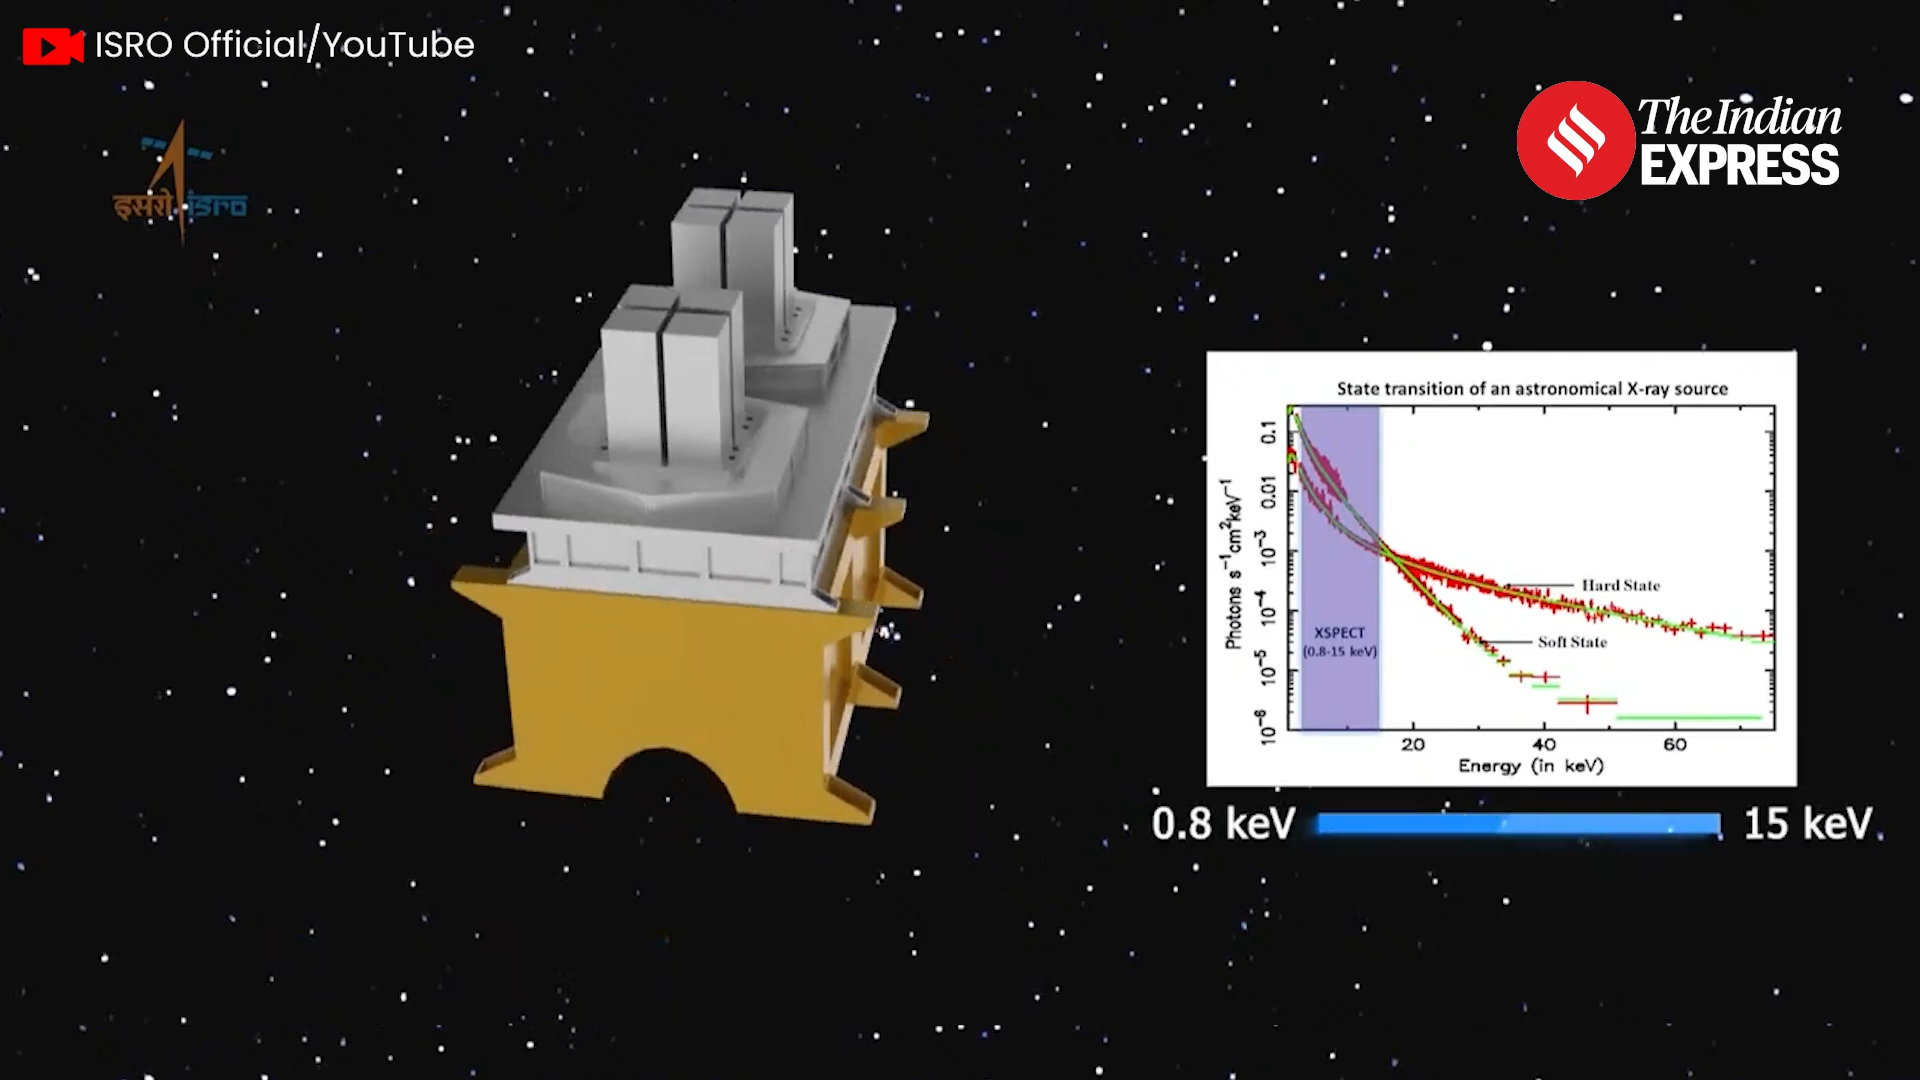 ISRO Official/YouTube
The Indian
EXPRESS
इसरो isro
State transition of an astronomical X-ray source
Photons s⁻¹cm²keV⁻¹
0.1
0.01
10⁻³
10⁻⁴
10⁻⁵
10⁻⁶
Hard State
Soft State
XSPECT
(0.8-15 keV)
20 40 60
Energy (in keV)
0.8 keV 15 keV